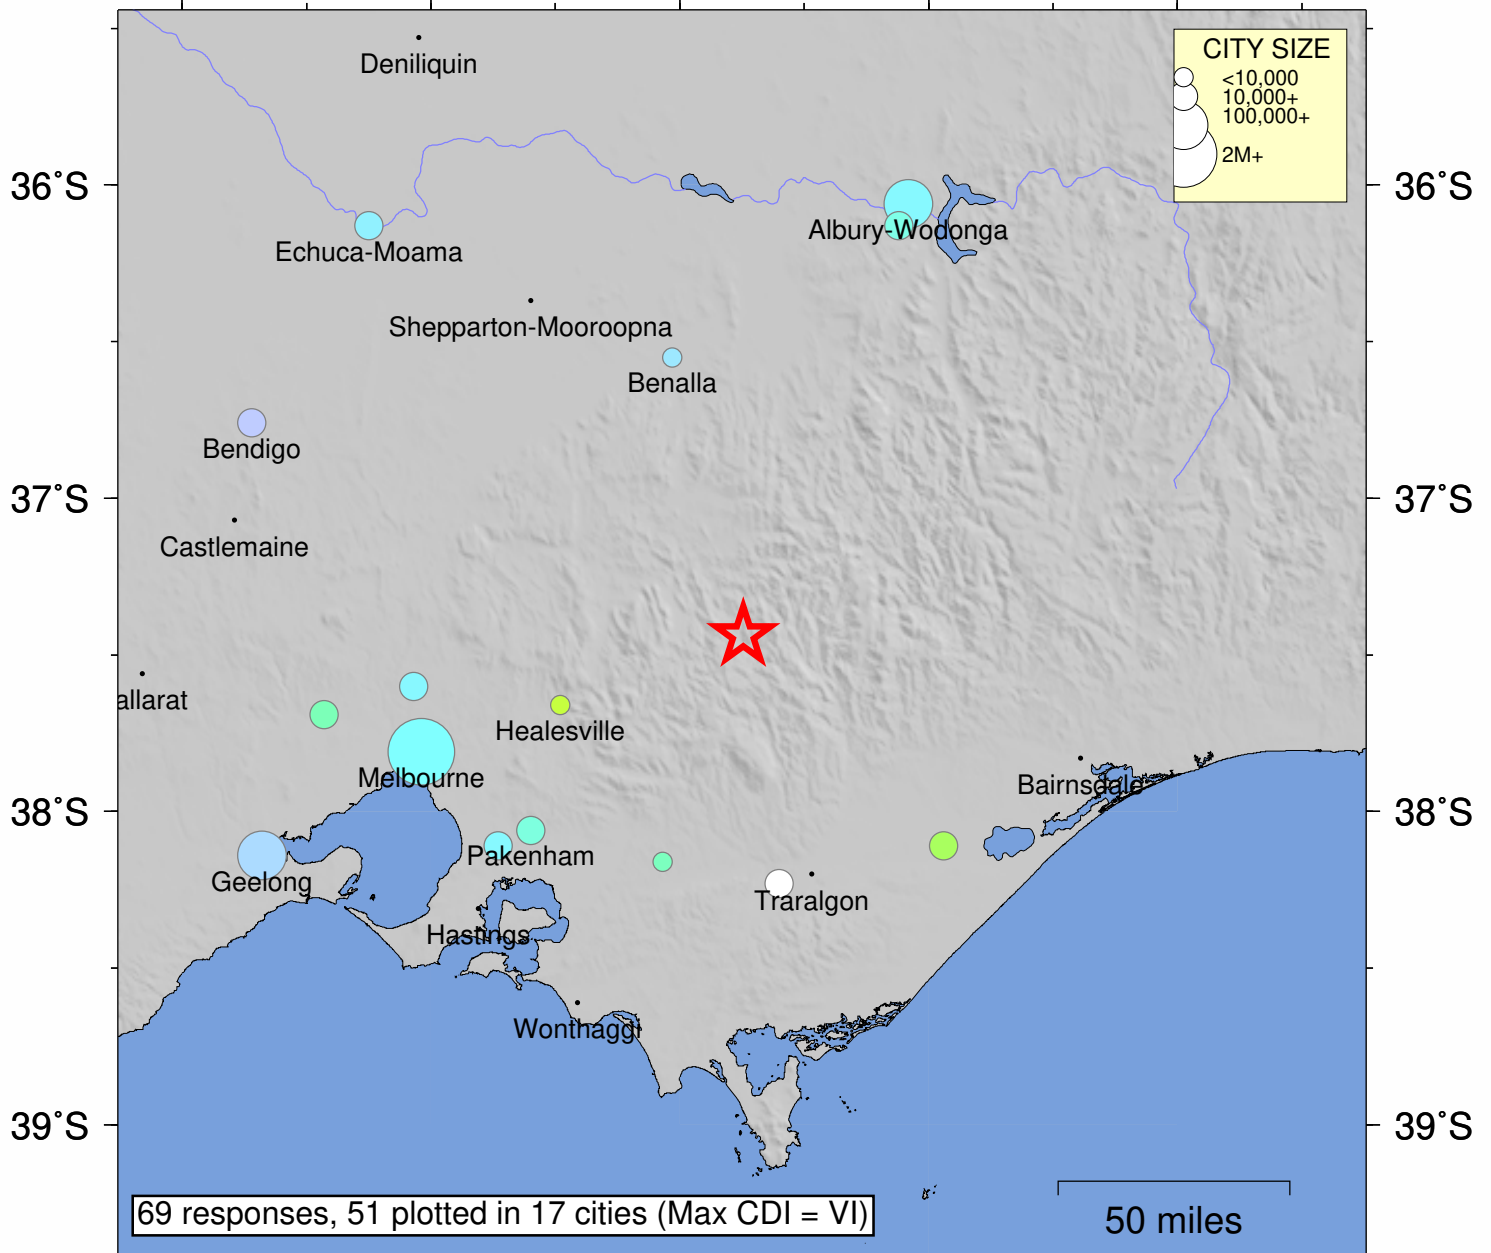 Deniliquin
CITY SIZE
<10,000
10,000+
100,000+
2M+
36°S
36°S
Echuca-Moama
Albury-Wodonga
Shepparton-Mooroopna
Benalla
Bendigo
37°S
37°S
Castlemaine
allarat
Healesville
Melbourne
Bairnsdale
38°S
38°S
Pakenham
Geelong
Traralgon
Hastings
Wonthaggi
39°S
39°S
69 responses, 51 plotted in 17 cities (Max CDI = VI)
50 miles